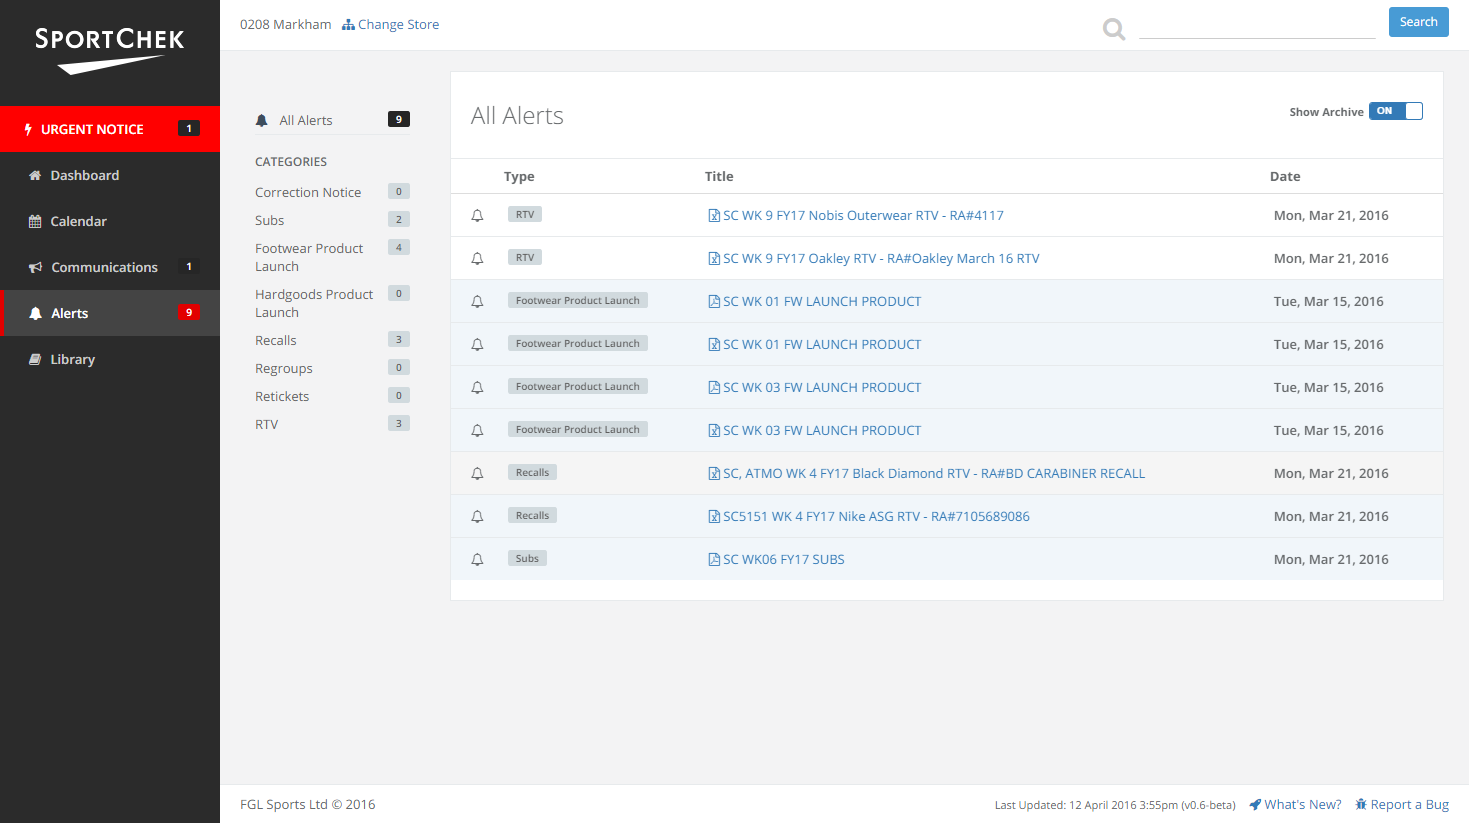 SPORTCHEK
URGENT NOTICE 1
Dashboard
Calendar
Communications 1
Alerts 9
Library
0208 Markham Change Store
Search
All Alerts 9
CATEGORIES
Correction Notice 0
Subs 2
Footwear Product 4
Launch
Hardgoods Product 0
Launch
Recalls 3
Regroups 0
Retickets 0
RTV 3
All Alerts
Show Archive ON
Type Title Date
RTV SC WK 9 FY17 Nobis Outerwear RTV - RA#4117 Mon, Mar 21, 2016
RTV SC WK 9 FY17 Oakley RTV - RA#Oakley March 16 RTV Mon, Mar 21, 2016
Footwear Product Launch SC WK 01 FW LAUNCH PRODUCT Tue, Mar 15, 2016
Footwear Product Launch SC WK 01 FW LAUNCH PRODUCT Tue, Mar 15, 2016
Footwear Product Launch SC WK 03 FW LAUNCH PRODUCT Tue, Mar 15, 2016
Footwear Product Launch SC WK 03 FW LAUNCH PRODUCT Tue, Mar 15, 2016
Recalls SC, ATMO WK 4 FY17 Black Diamond RTV - RA#BD CARABINER RECALL Mon, Mar 21, 2016
Recalls SC5151 WK 4 FY17 Nike ASG RTV - RA#7105689086 Mon, Mar 21, 2016
Subs SC WK06 FY17 SUBS Mon, Mar 21, 2016
FGL Sports Ltd © 2016
Last Updated: 12 April 2016 3:55pm (v0.6-beta) What's New? Report a Bug